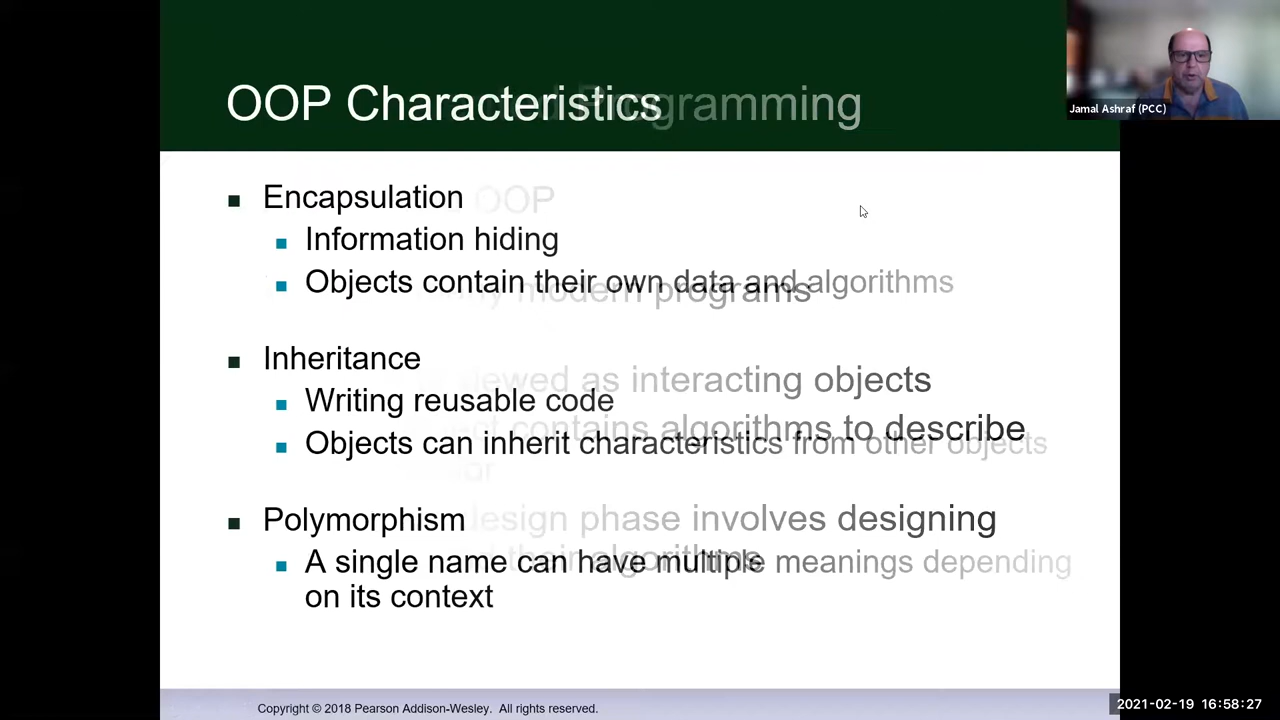 OOP Characteristics
Programming
Jamal Ashraf (PCC)
Encapsulation
OOP
Information hiding
Objects contain their own data and algorithms
modern programs
Inheritance
viewed as interacting objects
Writing reusable code
contains algorithms to describe
Objects can inherit characteristics from other objects
Polymorphism
design phase involves designing
their algorithms
A single name can have multiple meanings depending
on its context
Copyright © 2018 Pearson Addison-Wesley. All rights reserved.
2021-02-19 16:58:27